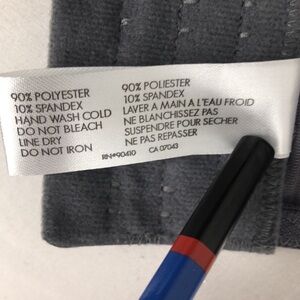 90% POLYESTER
10% SPANDEX
HAND WASH COLD
DO NOT BLEACH
LINE DRY
DO NOT IRON
90% POLIESTER
10% SPANDEX
LAVER A MAIN A L'EAU FROID
NE BLANCHISSEZ PAS
SUSPENDRE POUR SECHER
NE PAS REPASSER
RN#90410 CA 07043